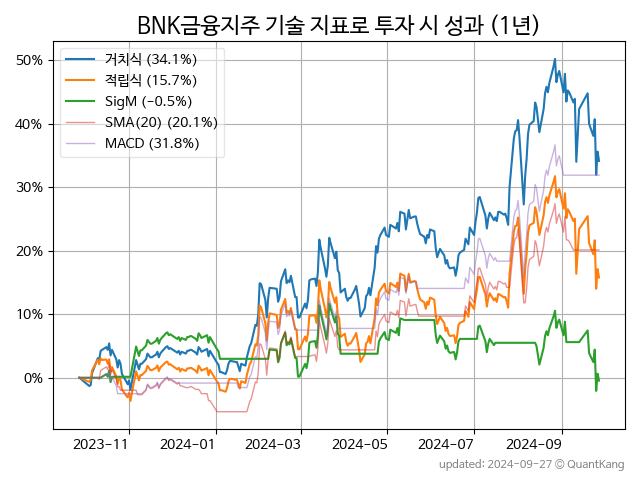 BNK금융지주 기술 지표로 투자 시 성과 (1년)
50%
40%
30%
20%
10%
0%
거치식 (34.1%)
적립식 (15.7%)
SigM (−0.5%)
SMA(20) (20.1%)
MACD (31.8%)
2023-11
2024-01
2024-03
2024-05
2024-07
2024-09
updated: 2024-09-27 © QuantKang